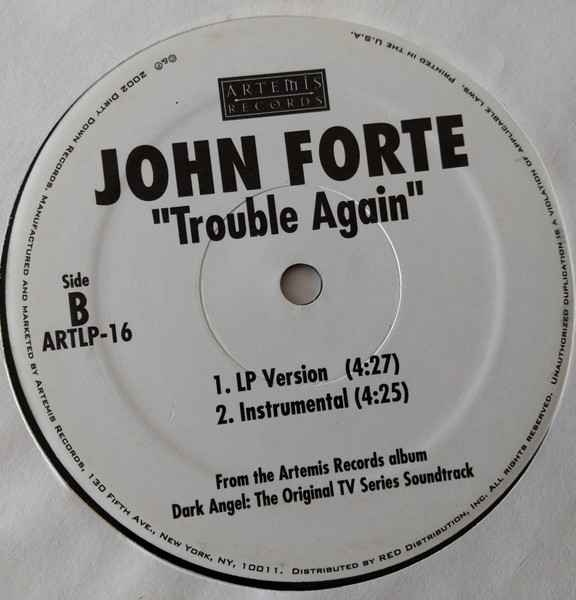 ARTEMIS
RECORDS
JOHN FORTE
"Trouble Again"
Side
B
ARTLP-16
1. LP Version (4:27)
2. Instrumental (4:25)
From the Artemis Records album
Dark Angel: The Original TV Series Soundtrack
©&℗ 2002 Dirty Down Records. Manufactured and marketed by Artemis Records, 130 Fifth Ave., New York, NY, 10011. Distributed by RED Distribution, Inc. All rights reserved. Unauthorized duplication is a violation of applicable laws. Printed in the U.S.A.